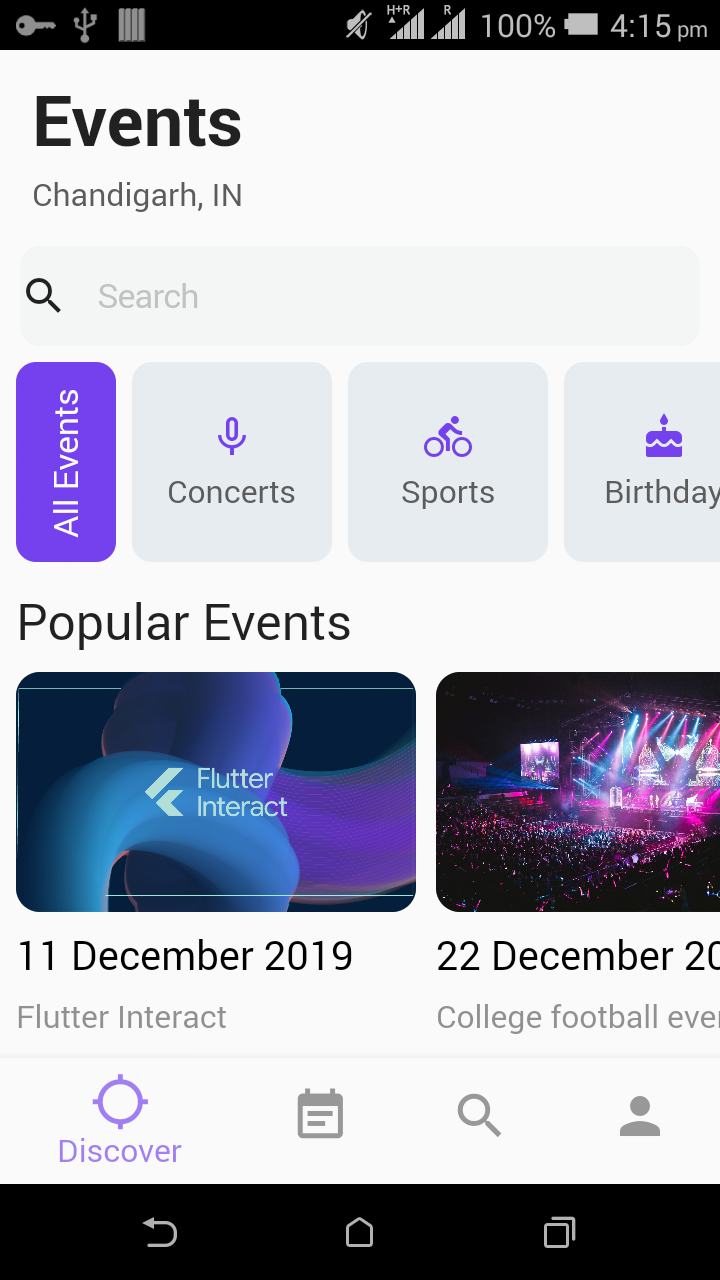 H+R R 100% 4:15 pm
Events
Chandigarh, IN
Search
All Events
Concerts
Sports
Birthday
Popular Events
Flutter
Interact
11 December 2019
22 December 20
Flutter Interact
College football eve
Discover